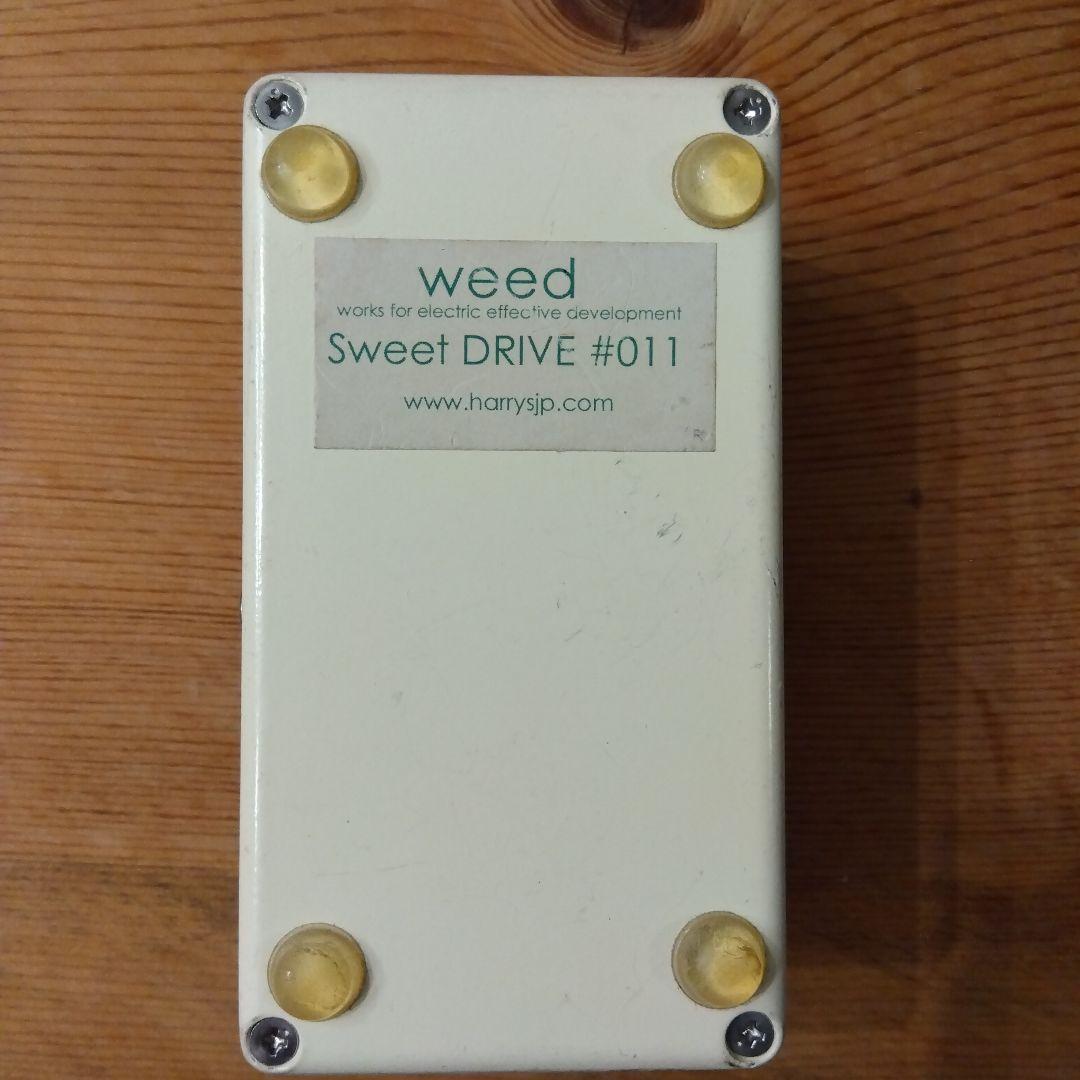 weed
works for electric effective development
Sweet DRIVE #011
www.harrysjp.com